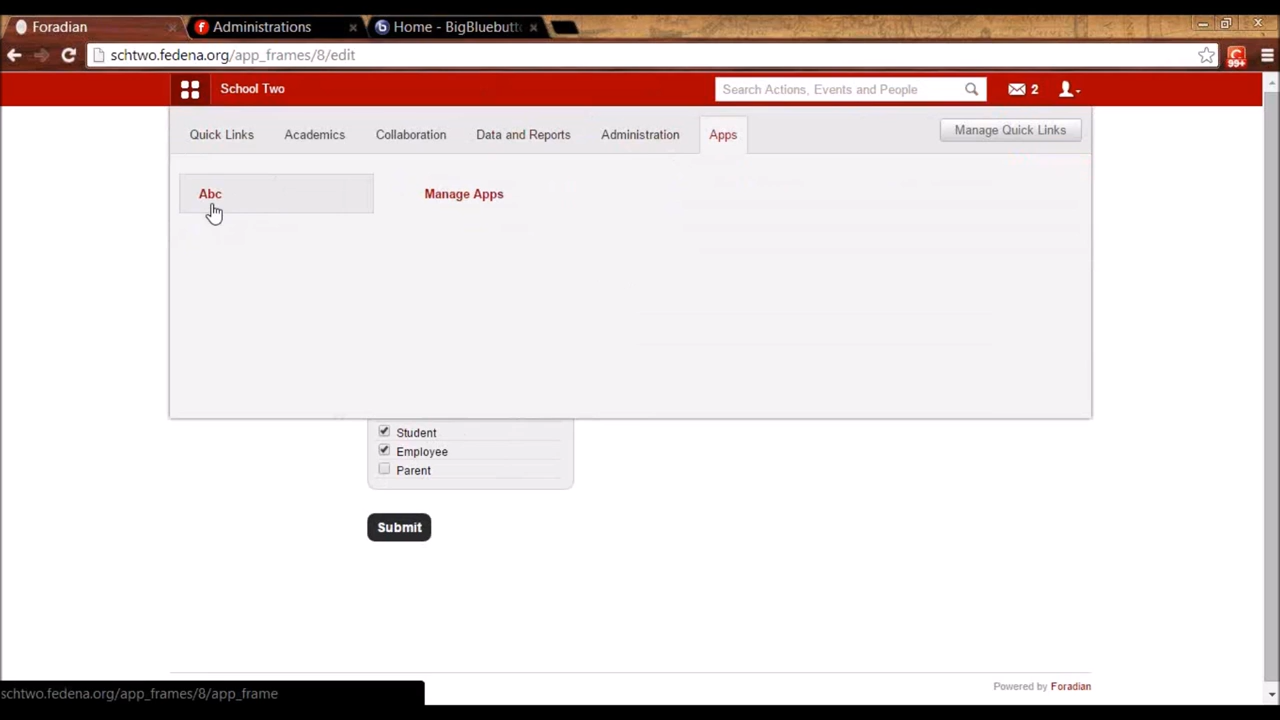 Foradian
Administrations
Home - BigBluebutt
schtwo.fedena.org/app_frames/8/edit
99+
School Two
Search Actions, Events and People
2
Quick Links
Academics
Collaboration
Data and Reports
Administration
Apps
Manage Quick Links
Abc
Manage Apps
Student
Employee
Parent
Submit
Powered by Foradian
schtwo.fedena.org/app_frames/8/app_frame